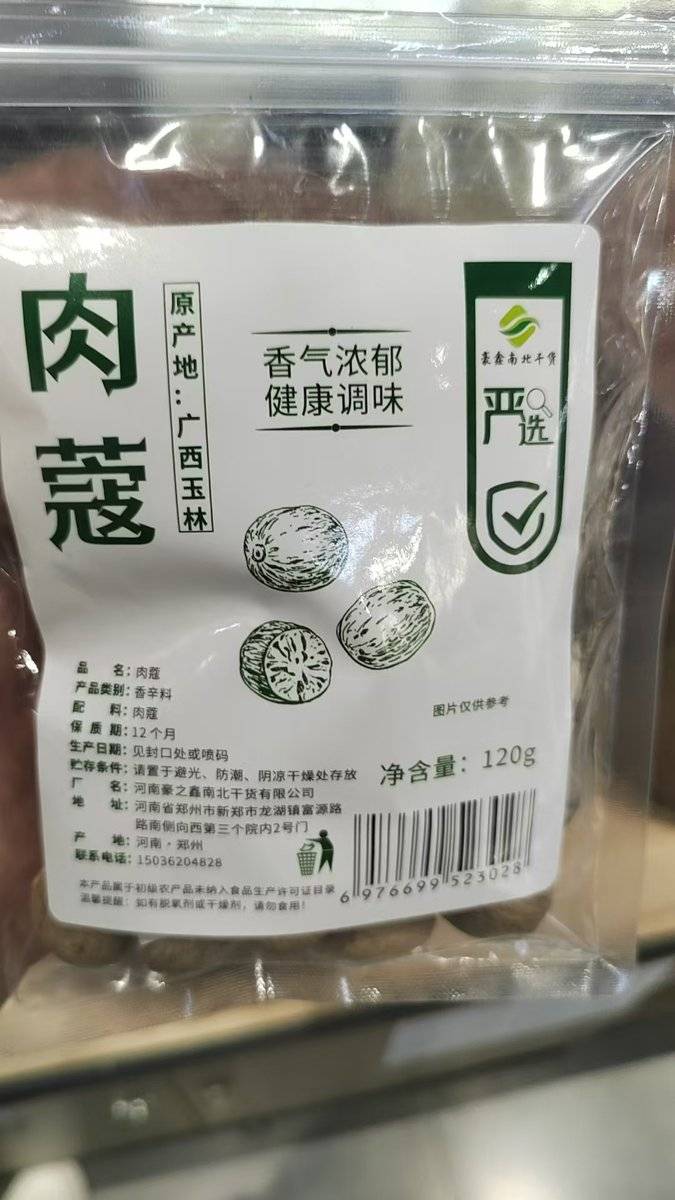 肉蔻
原产地：广西玉林
香气浓郁
健康调味
豪鑫南北干货
严选
图片仅供参考
品 名：肉蔻
产品类别：香辛料
配 料：肉蔻
保 质 期：12个月
生产日期：见封口处或喷码
贮存条件：请置于避光、防潮、阴凉干燥处存放
厂 名：河南豪之鑫南北干货有限公司
地 址：河南省郑州市新郑市龙湖镇富源路
路南侧向西第三个院内2号门
产 地：河南·郑州
联系电话：15036204828
本产品属于初级农产品未纳入食品生产许可证目录
温馨提醒：如有脱氧剂或干燥剂，请勿食用！
净含量：120g
6 976699 523028